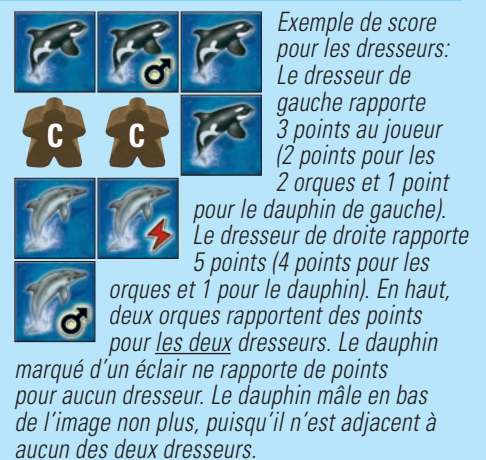 Exemple de score
pour les dresseurs:
Le dresseur de
gauche rapporte
3 points au joueur
(2 points pour les
2 orques et 1 point
pour le dauphin de gauche).
Le dresseur de droite rapporte
5 points (4 points pour les
orques et 1 pour le dauphin). En haut,
deux orques rapportent des points
pour les deux dresseurs. Le dauphin
marqué d'un éclair ne rapporte de points
pour aucun dresseur. Le dauphin mâle en bas
de l'image non plus, puisqu'il n'est adjacent à
aucun des deux dresseurs.
C C